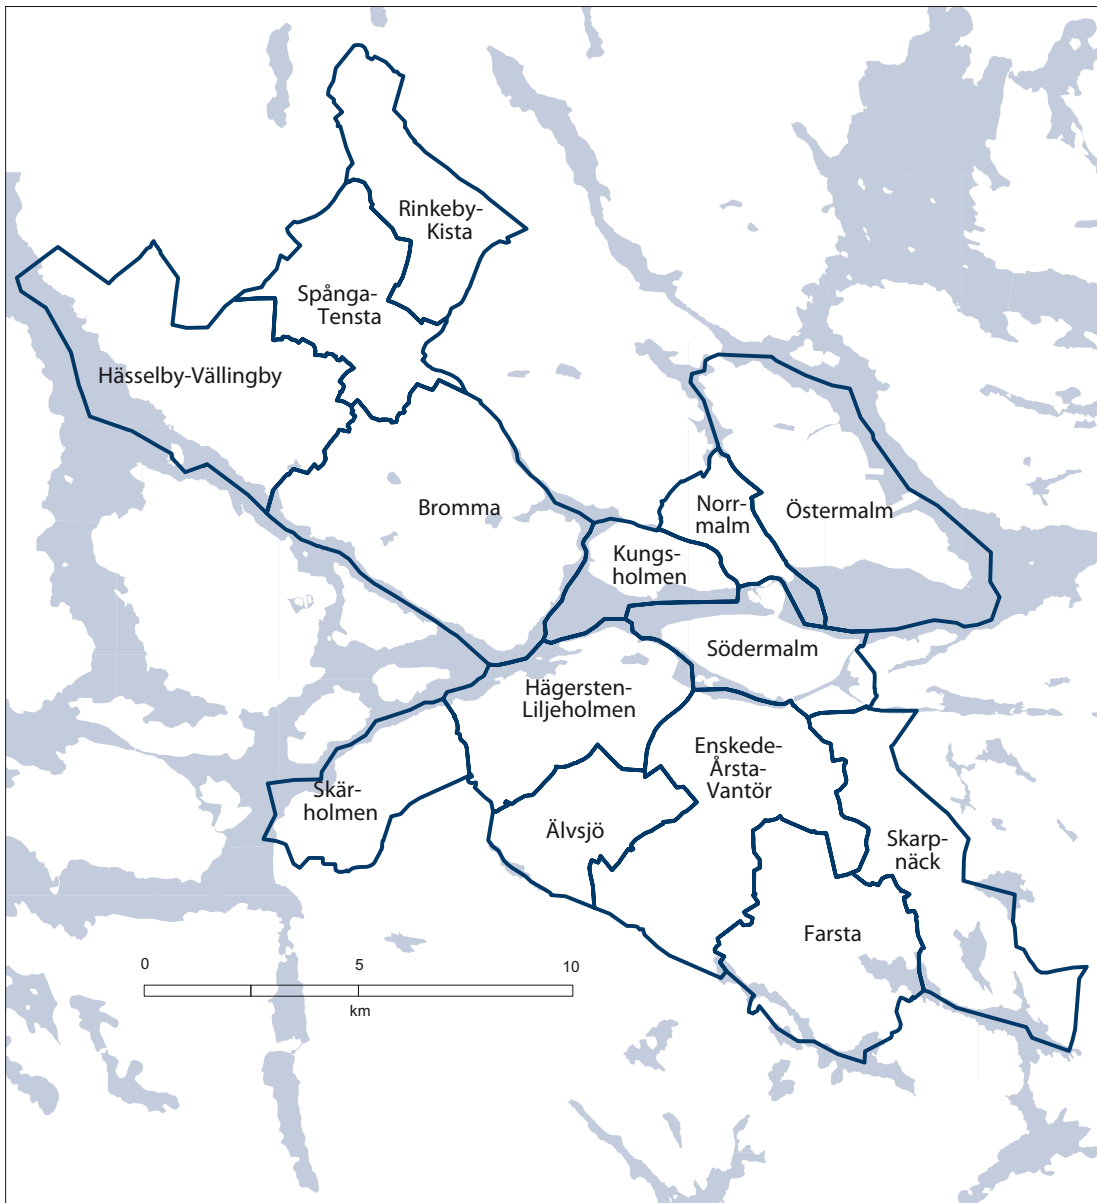 Rinkeby-
Kista
Spånga-
Tensta
Hässelby-Vällingby
Bromma
Norr-
malm
Östermalm
Kungs-
holmen
Södermalm
Hägersten-
Liljeholmen
Enskede-
Årsta-
Vantör
Skär-
holmen
Älvsjö
Skarp-
näck
Farsta
0 5 10
km